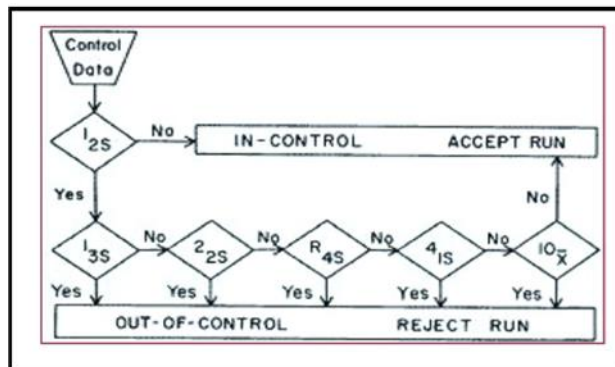 Control
Data
1 2S
No
IN-CONTROL ACCEPT RUN
Yes
No
1 3S
No
2 2S
No
R 4S
No
4 1S
No
10 x̄
Yes
Yes
Yes
Yes
Yes
OUT-OF-CONTROL REJECT RUN